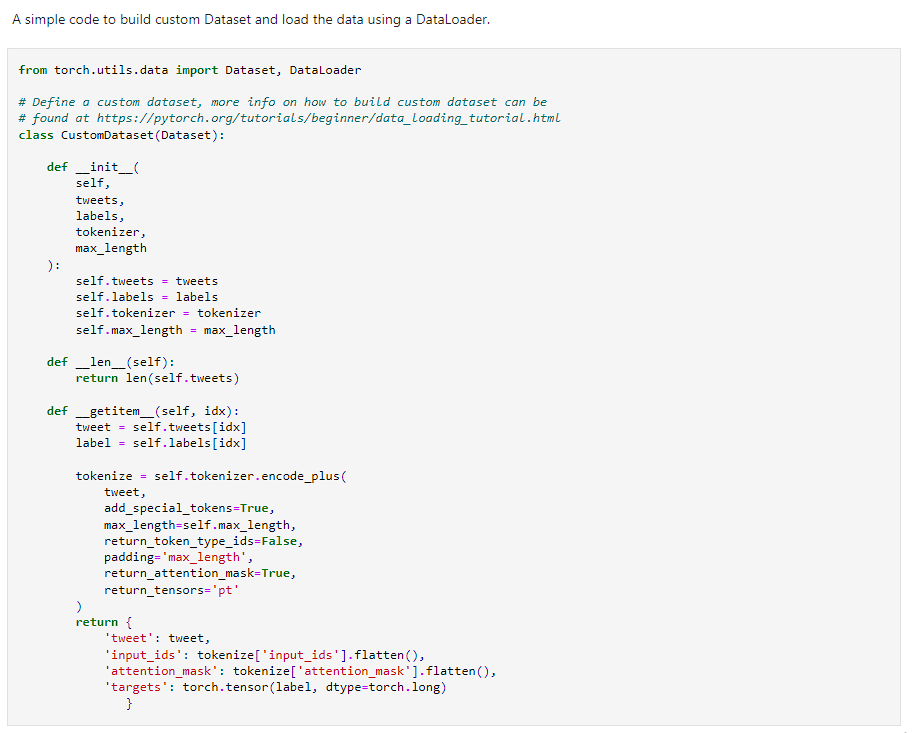 A simple code to build custom Dataset and load the data using a DataLoader.
from torch.utils.data import Dataset, DataLoader
# Define a custom dataset, more info on how to build custom dataset can be
# found at https://pytorch.org/tutorials/beginner/data_loading_tutorial.html
class CustomDataset(Dataset):
    def __init__(
        self,
        tweets,
        labels,
        tokenizer,
        max_length
    ):
        self.tweets = tweets
        self.labels = labels
        self.tokenizer = tokenizer
        self.max_length = max_length
    def __len__(self):
        return len(self.tweets)
    def __getitem__(self, idx):
        tweet = self.tweets[idx]
        label = self.labels[idx]
        tokenize = self.tokenizer.encode_plus(
            tweet,
            add_special_tokens=True,
            max_length=self.max_length,
            return_token_type_ids=False,
            padding='max_length',
            return_attention_mask=True,
            return_tensors='pt'
        )
        return {
            'tweet': tweet,
            'input_ids': tokenize['input_ids'].flatten(),
            'attention_mask': tokenize['attention_mask'].flatten(),
            'targets': torch.tensor(label, dtype=torch.long)
               }